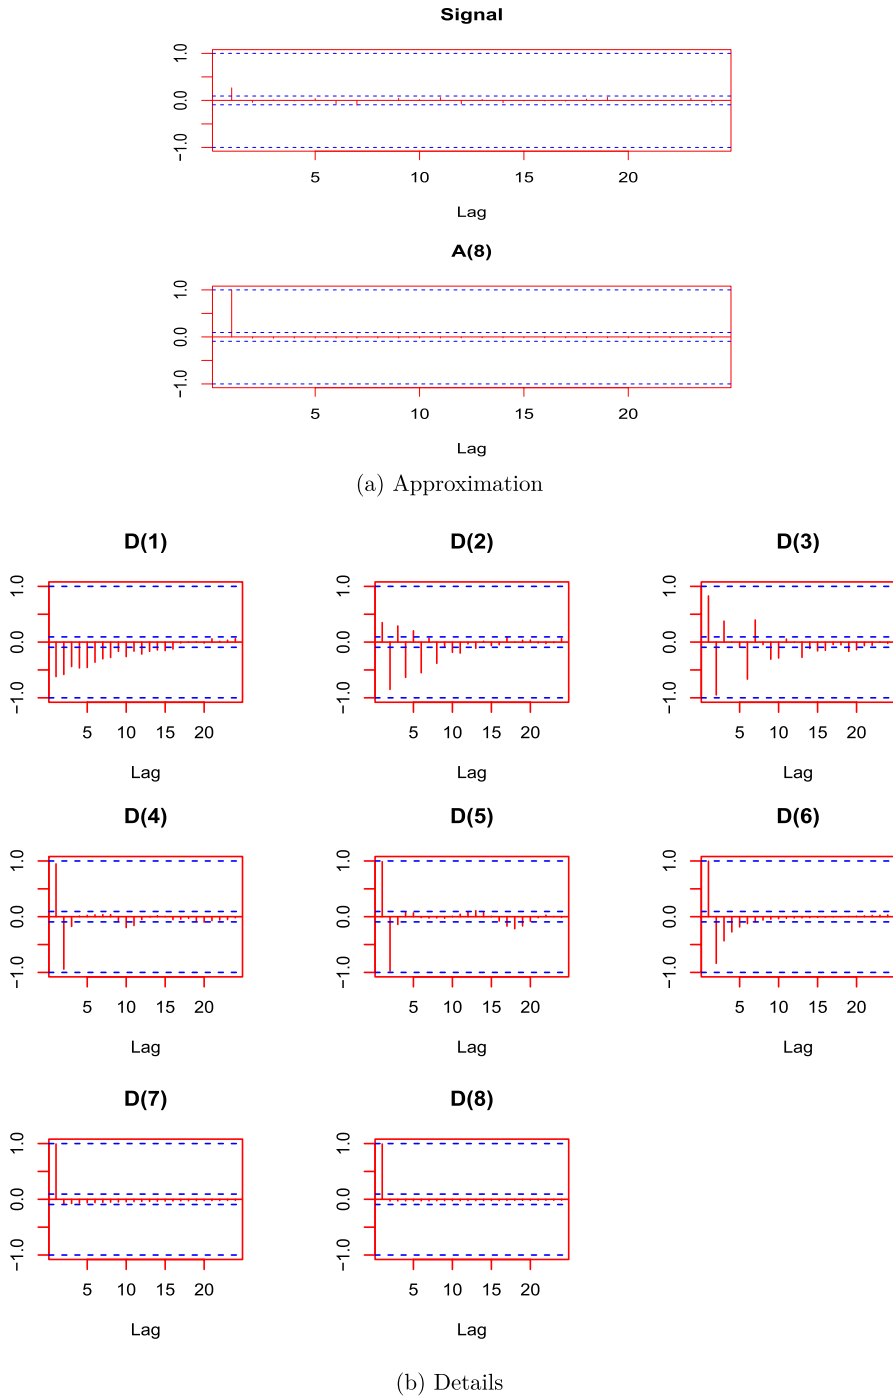 Signal
1.0
0.0
−1.0
5 10 15 20
Lag
A(8)
1.0
0.0
−1.0
5 10 15 20
Lag
(a) Approximation
D(1) D(2) D(3)
1.0 1.0 1.0
0.0 0.0 0.0
−1.0 −1.0 −1.0
5 10 15 20 5 10 15 20 5 10 15 20
Lag Lag Lag
D(4) D(5) D(6)
1.0 1.0 1.0
0.0 0.0 0.0
−1.0 −1.0 −1.0
5 10 15 20 5 10 15 20 5 10 15 20
Lag Lag Lag
D(7) D(8)
1.0 1.0
0.0 0.0
−1.0 −1.0
5 10 15 20 5 10 15 20
Lag Lag
(b) Details